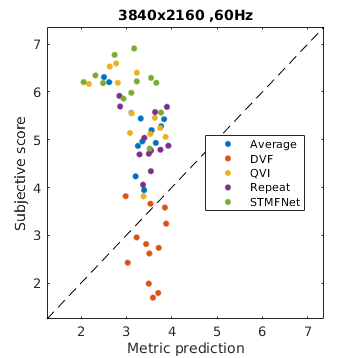 3840x2160 ,60Hz
Subjective score
7
6
5
4
3
2
Average
DVF
QVI
Repeat
STMFNet
2 3 4 5 6 7
Metric prediction